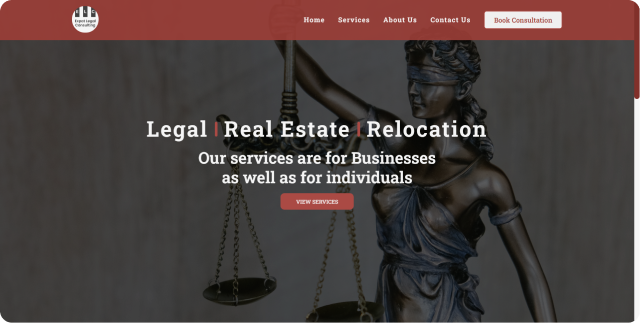 Expat Legal
Consulting
Home
Services
About Us
Contact Us
Book Consultation
Legal | Real Estate | Relocation
Our services are for Businesses
as well as for individuals
VIEW SERVICES